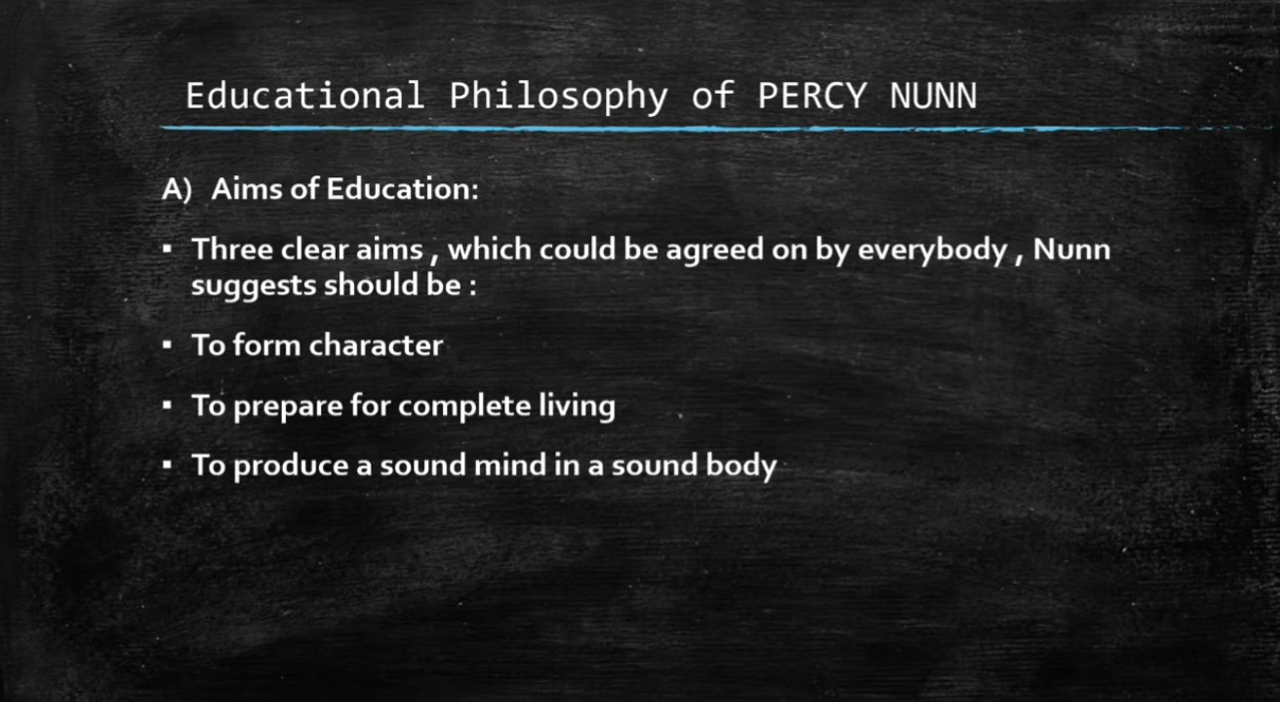 Educational Philosophy of PERCY NUNN
A) Aims of Education:
▪ Three clear aims , which could be agreed on by everybody , Nunn
suggests should be :
▪ To form character
▪ To prepare for complete living
▪ To produce a sound mind in a sound body